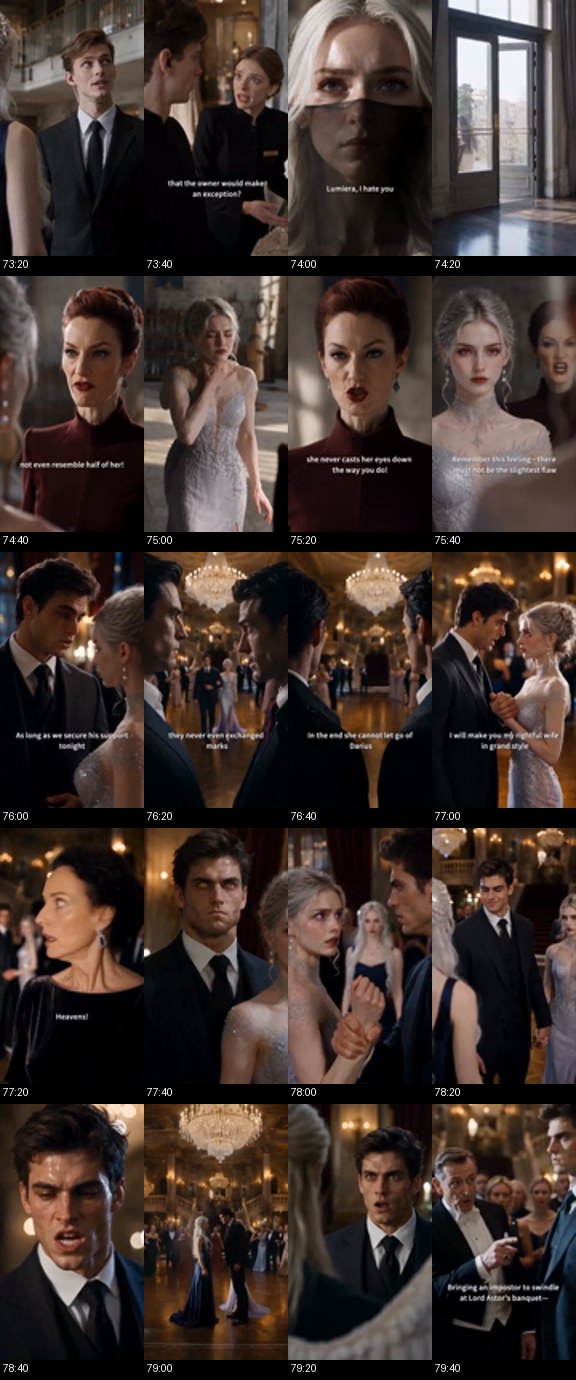 that the owner would make
an exception?
Lumiera, I hate you
73:20
73:40
74:00
74:20
not even resemble half of her!
she never casts her eyes down
the way you do!
Remember this feeling—there
must not be the slightest flaw
74:40
75:00
75:20
75:40
As long as we secure his support
tonight
they never even exchanged
marks
In the end she cannot let go of
Darius
I will make you my rightful wife
in grand style
76:00
76:20
76:40
77:00
Heavens!
77:20
77:40
78:00
78:20
Bringing an impostor to swindle
at Lord Astor's banquet—
78:40
79:00
79:20
79:40